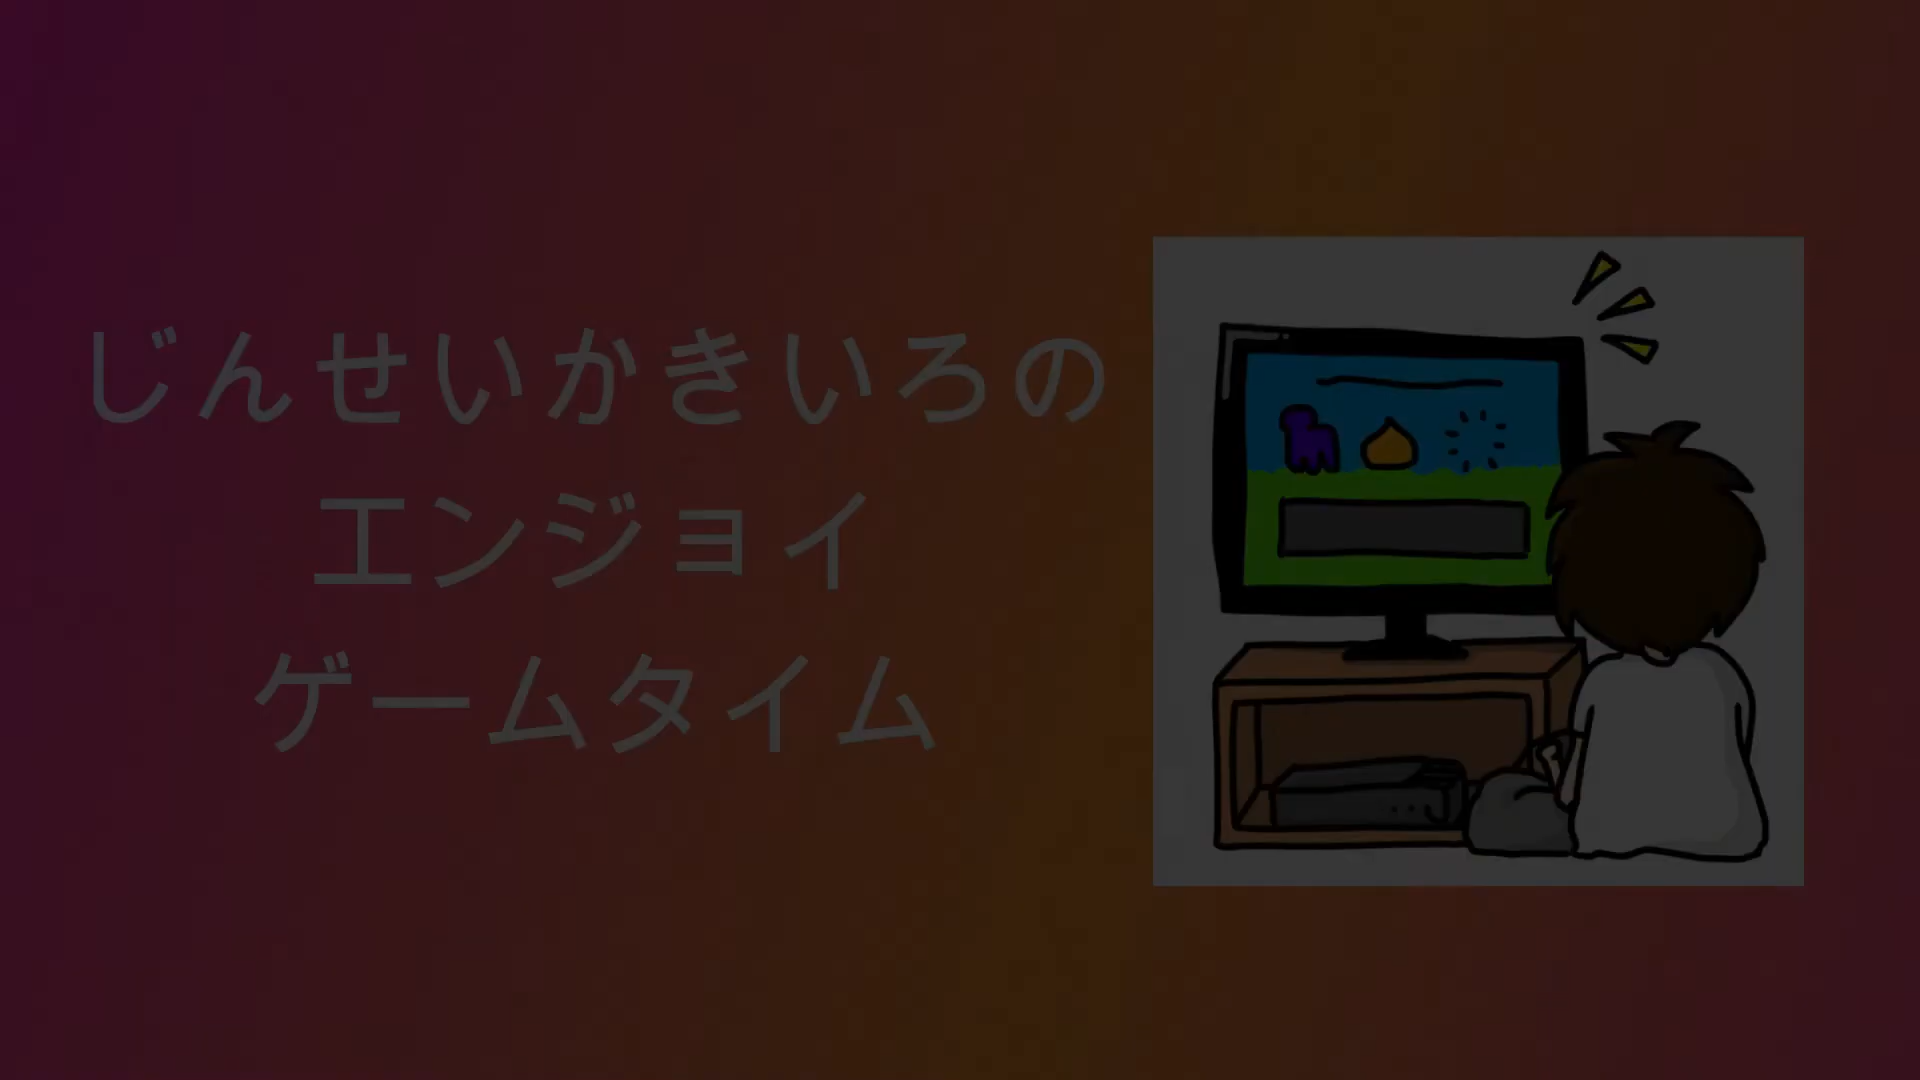 じんせいかきいろの
エンジョイ
ゲームタイム